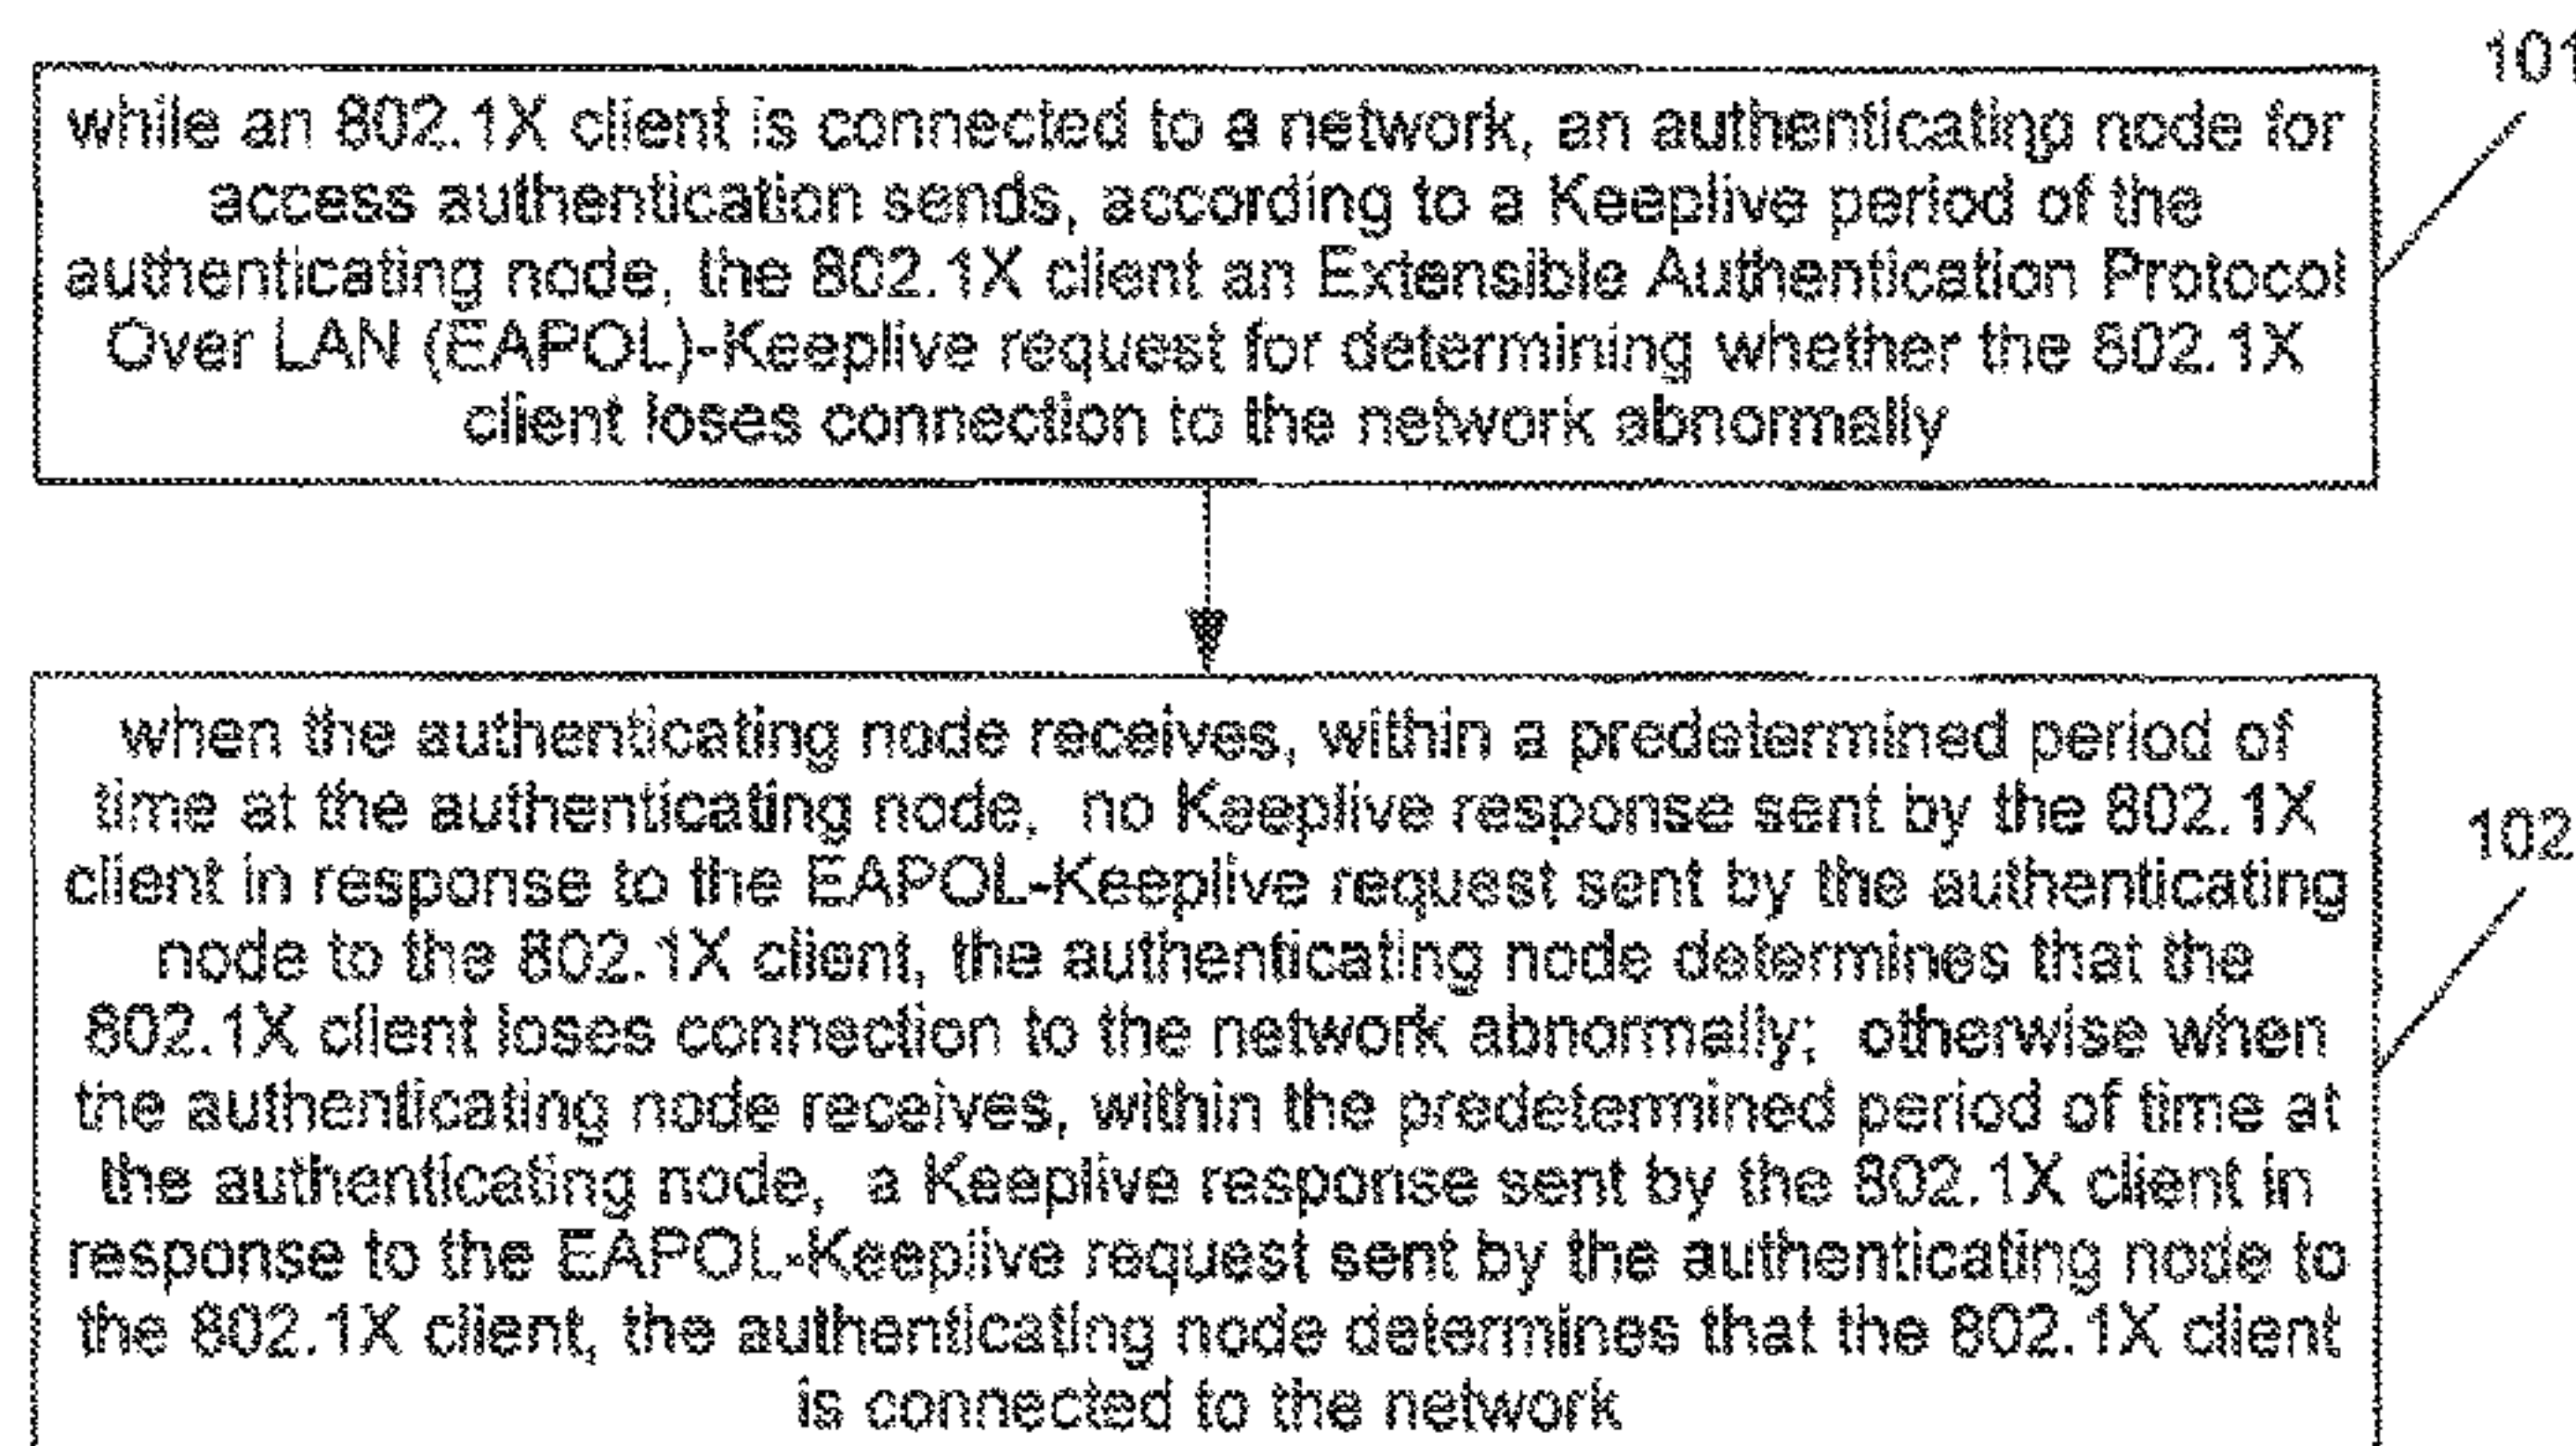 101
while an 802.1X client is connected to a network, an authenticating node for
access authentication sends, according to a Keeplive period of the
authenticating node, the 802.1X client an Extensible Authentication Protocol
Over LAN (EAPOL)-Keeplive request for determining whether the 802.1X
client loses connection to the network abnormally
when the authenticating node receives, within a predetermined period of
time at the authenticating node, no Keeplive response sent by the 802.1X
client in response to the EAPOL-Keeplive request sent by the authenticating
node to the 802.1X client, the authenticating node determines that the
802.1X client loses connection to the network abnormally; otherwise when
the authenticating node receives, within the predetermined period of time at
the authenticating node, a Keeplive response sent by the 802.1X client in
response to the EAPOL-Keeplive request sent by the authenticating node to
the 802.1X client, the authenticating node determines that the 802.1X client
is connected to the network
102